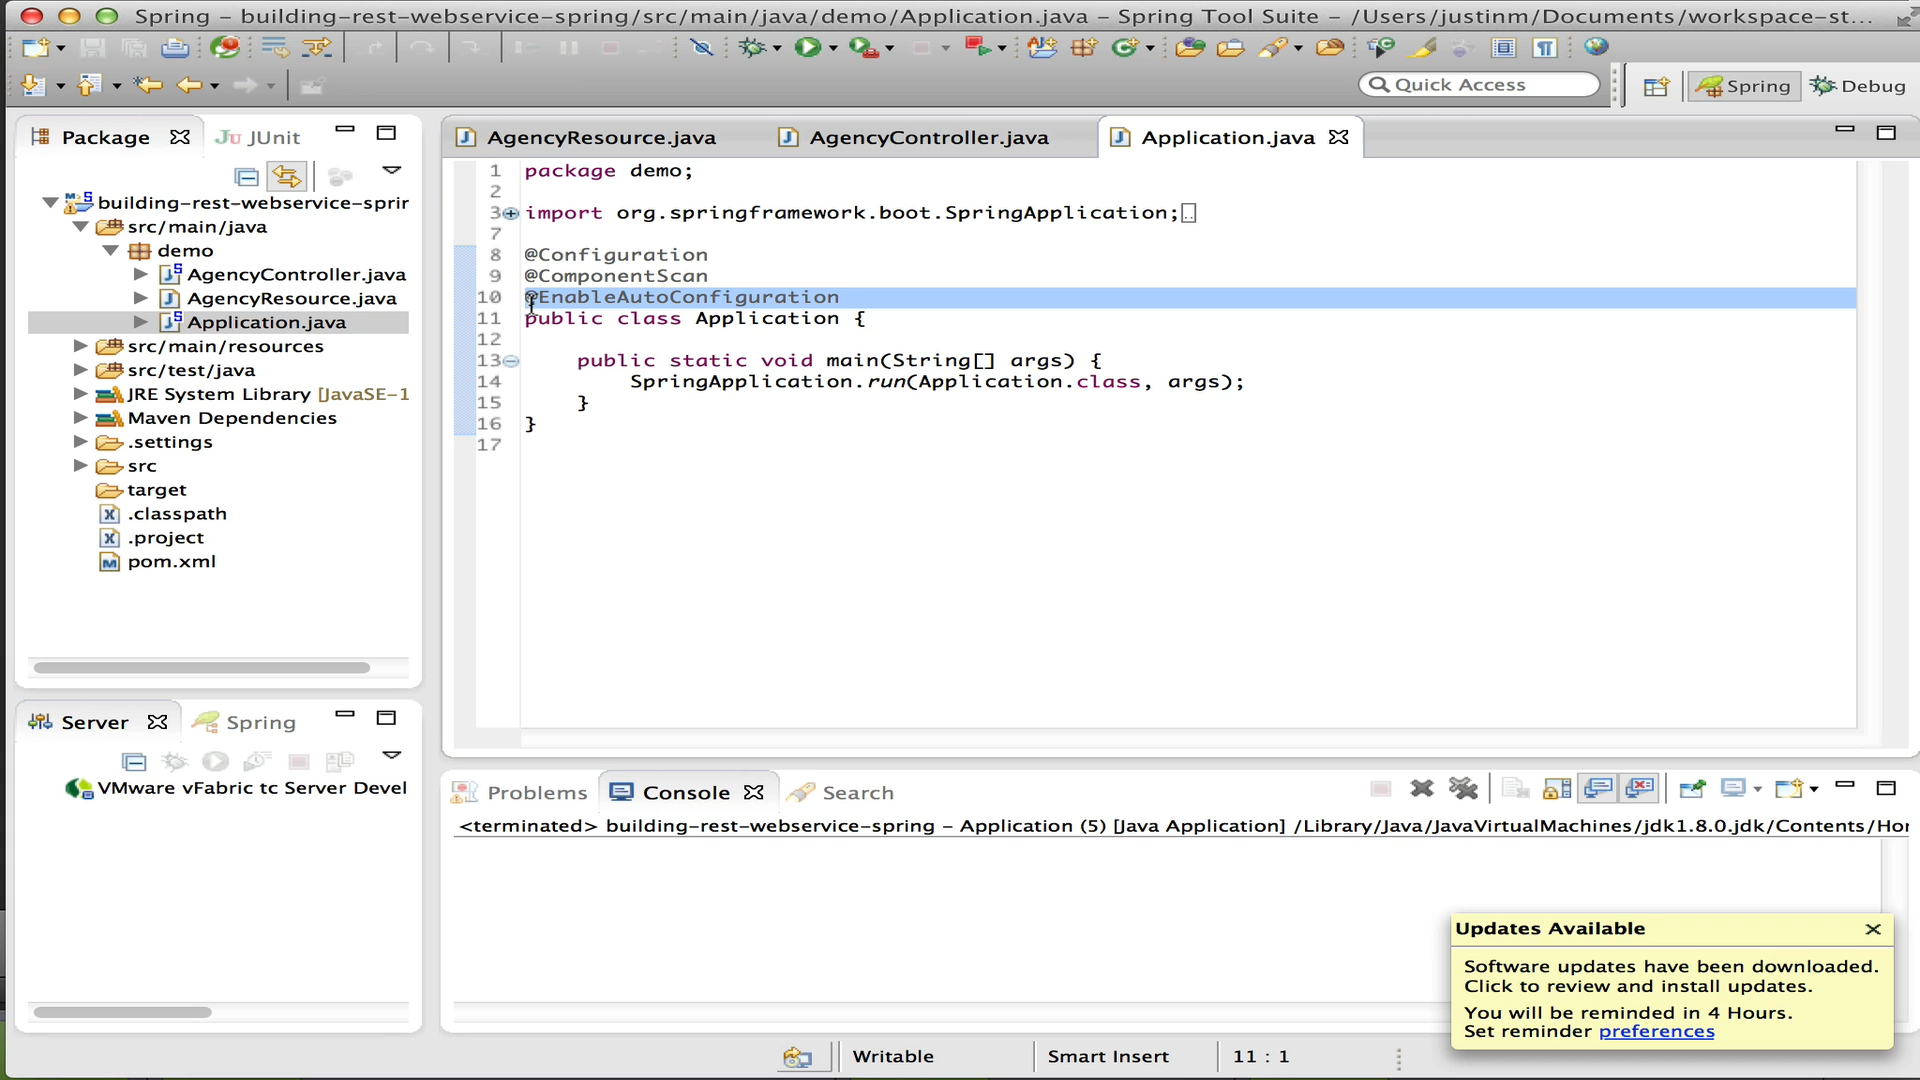 Spring – building-rest-webservice-spring/src/main/java/demo/Application.java – Spring Tool Suite – /Users/justinm/Documents/workspace-st...
Quick Access
Spring
Debug
Package
JUnit
building-rest-webservice-sprir
src/main/java
demo
AgencyController.java
AgencyResource.java
Application.java
src/main/resources
src/test/java
JRE System Library [JavaSE-1
Maven Dependencies
.settings
src
target
.classpath
.project
pom.xml
AgencyResource.java
AgencyController.java
Application.java
1 package demo;
2
3 import org.springframework.boot.SpringApplication;
7
8 @Configuration
9 @ComponentScan
10 @EnableAutoConfiguration
11 public class Application {
12
13 public static void main(String[] args) {
14 SpringApplication.run(Application.class, args);
15 }
16 }
17
Server
Spring
VMware vFabric tc Server Devel
Problems
Console
Search
<terminated> building-rest-webservice-spring – Application (5) [Java Application] /Library/Java/JavaVirtualMachines/jdk1.8.0.jdk/Contents/Hor
Updates Available
Software updates have been downloaded.
Click to review and install updates.
You will be reminded in 4 Hours.
Set reminder preferences
Writable
Smart Insert
11 : 1